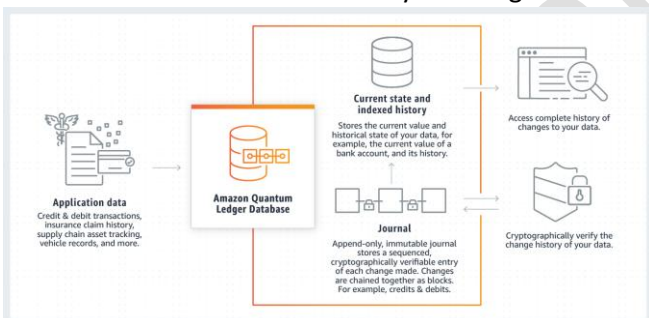 Current state and
indexed history
Stores the current value and
historical state of your data, for
example, the current value of a
bank account, and its history.
Access complete history of
changes to your data.
Application data
Credit & debit transactions,
insurance claim history,
supply chain asset tracking,
vehicle records, and more.
Amazon Quantum
Ledger Database
Journal
Append-only, immutable journal
stores a sequenced,
cryptographically verifiable entry
of each change made. Changes
are chained together as blocks.
For example, credits & debits.
Cryptographically verify the
change history of your data.